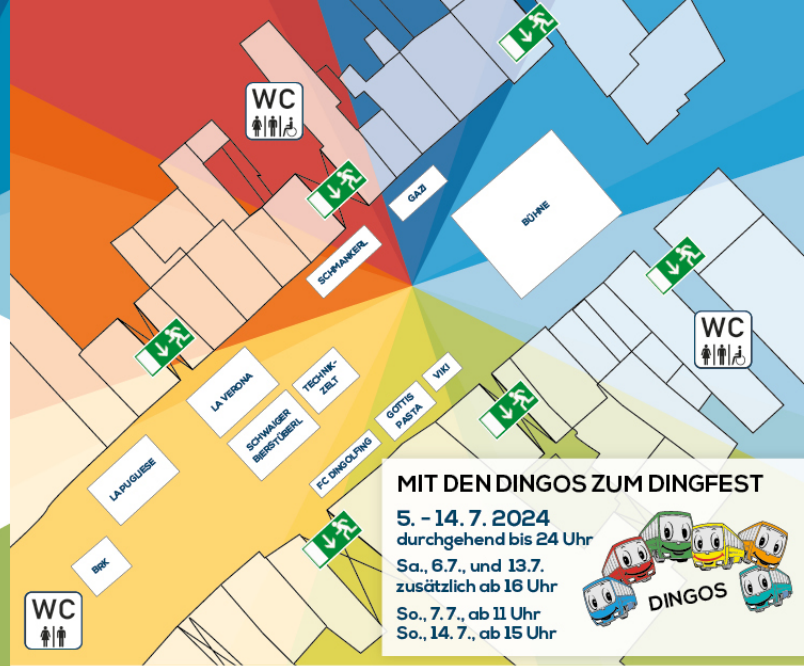 WC
GAZI
BÜHNE
SCHMANKERL
WC
LA VERONA
TECHNIK-
ZELT
VIKI
GOTTIS
PASTA
SCHWAIGER
BIERSTÜBERL
FC DINGOLFING
LA PUGLIESE
BRK
WC
MIT DEN DINGOS ZUM DINGFEST
5. - 14. 7. 2024
durchgehend bis 24 Uhr
Sa., 6.7., und 13.7.
zusätzlich ab 16 Uhr
So., 7.7., ab 11 Uhr
So., 14.7., ab 15 Uhr
DINGOS